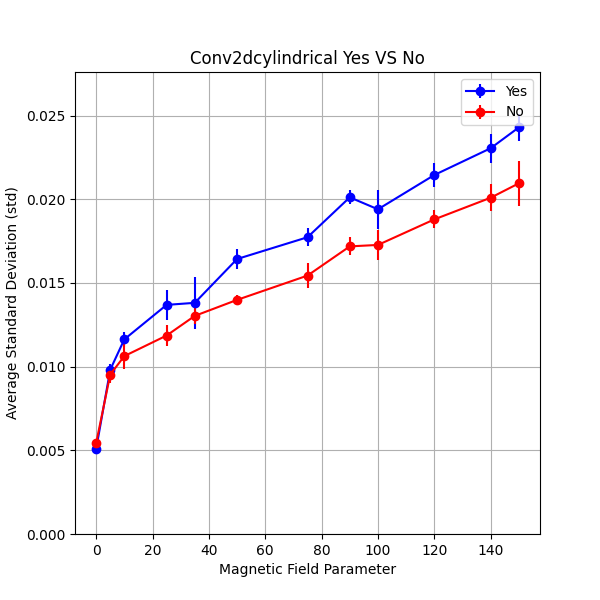 Conv2dcylindrical Yes VS No
Yes
No
0.025
0.020
0.015
0.010
0.005
0.000
Average Standard Deviation (std)
0 20 40 60 80 100 120 140
Magnetic Field Parameter